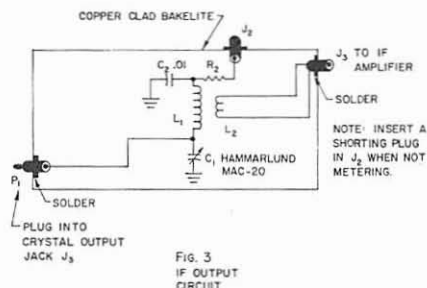 COPPER CLAD BAKELITE
J2
C2 .01
R2
J3 TO IF
AMPLIFIER
L1
L2
SOLDER
NOTE: INSERT A
SHORTING PLUG
IN J2 WHEN NOT
METERING.
C1 HAMMARLUND
MAC-20
P1
SOLDER
PLUG INTO
CRYSTAL OUTPUT
JACK J3
FIG. 3
IF OUTPUT
CIRCUIT